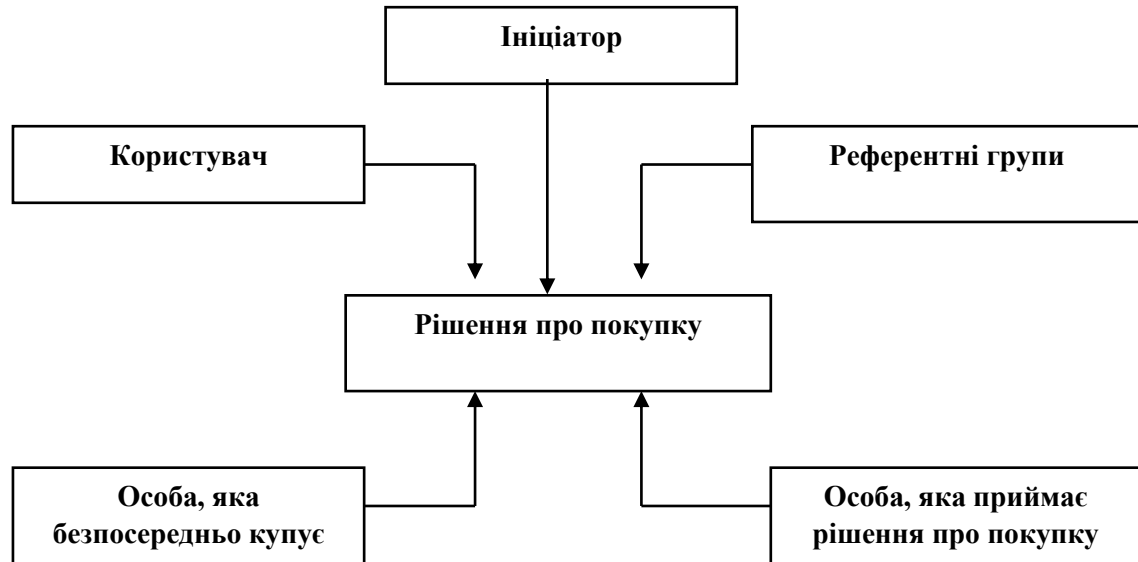 Ініціатор
Користувач
Референтні групи
Рішення про покупку
Особа, яка
безпосередньо купує
Особа, яка приймає
рішення про покупку